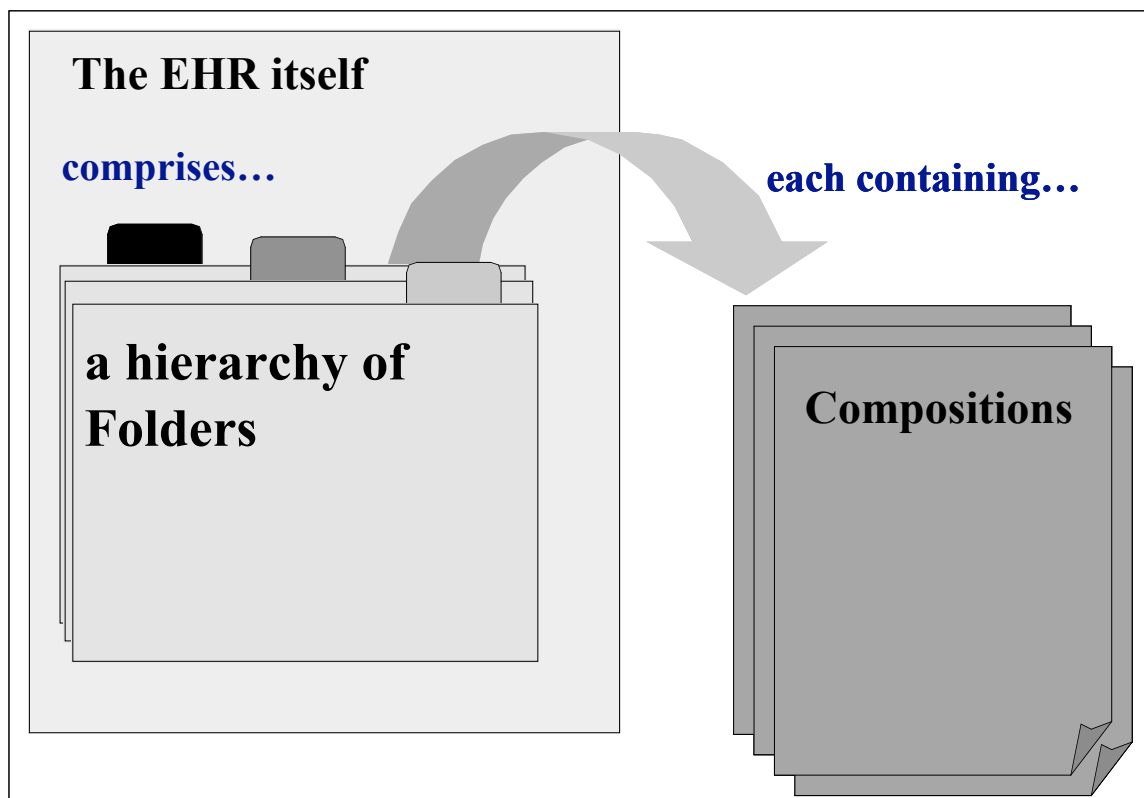 The EHR itself
comprises…
each containing…
a hierarchy of
Folders
Compositions